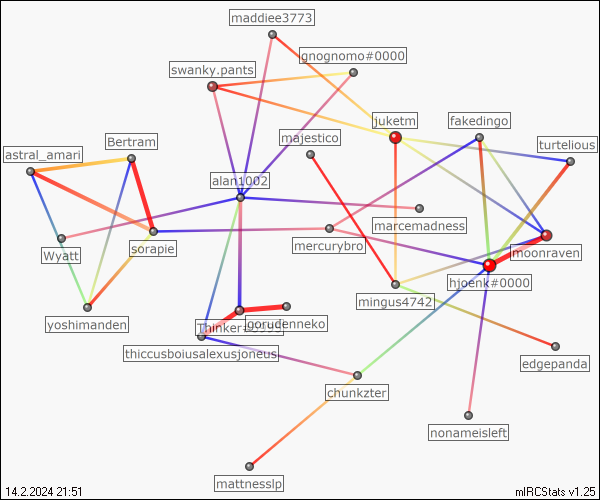 maddiee3773
gnognomo#0000
swanky.pants
juketm
fakedingo
majestico
turtelious
Bertram
astral_amari
alan1002
marcemadness
Wyatt
sorapie
mercurybro
moonraven
hjoenk#0000
mingus4742
yoshimanden
gorudenneko
thiccusboiusalexusjoneus
edgepanda
chunkzter
nonameisleft
mattnesslp
14.2.2024 21:51
mIRCStats v1.25